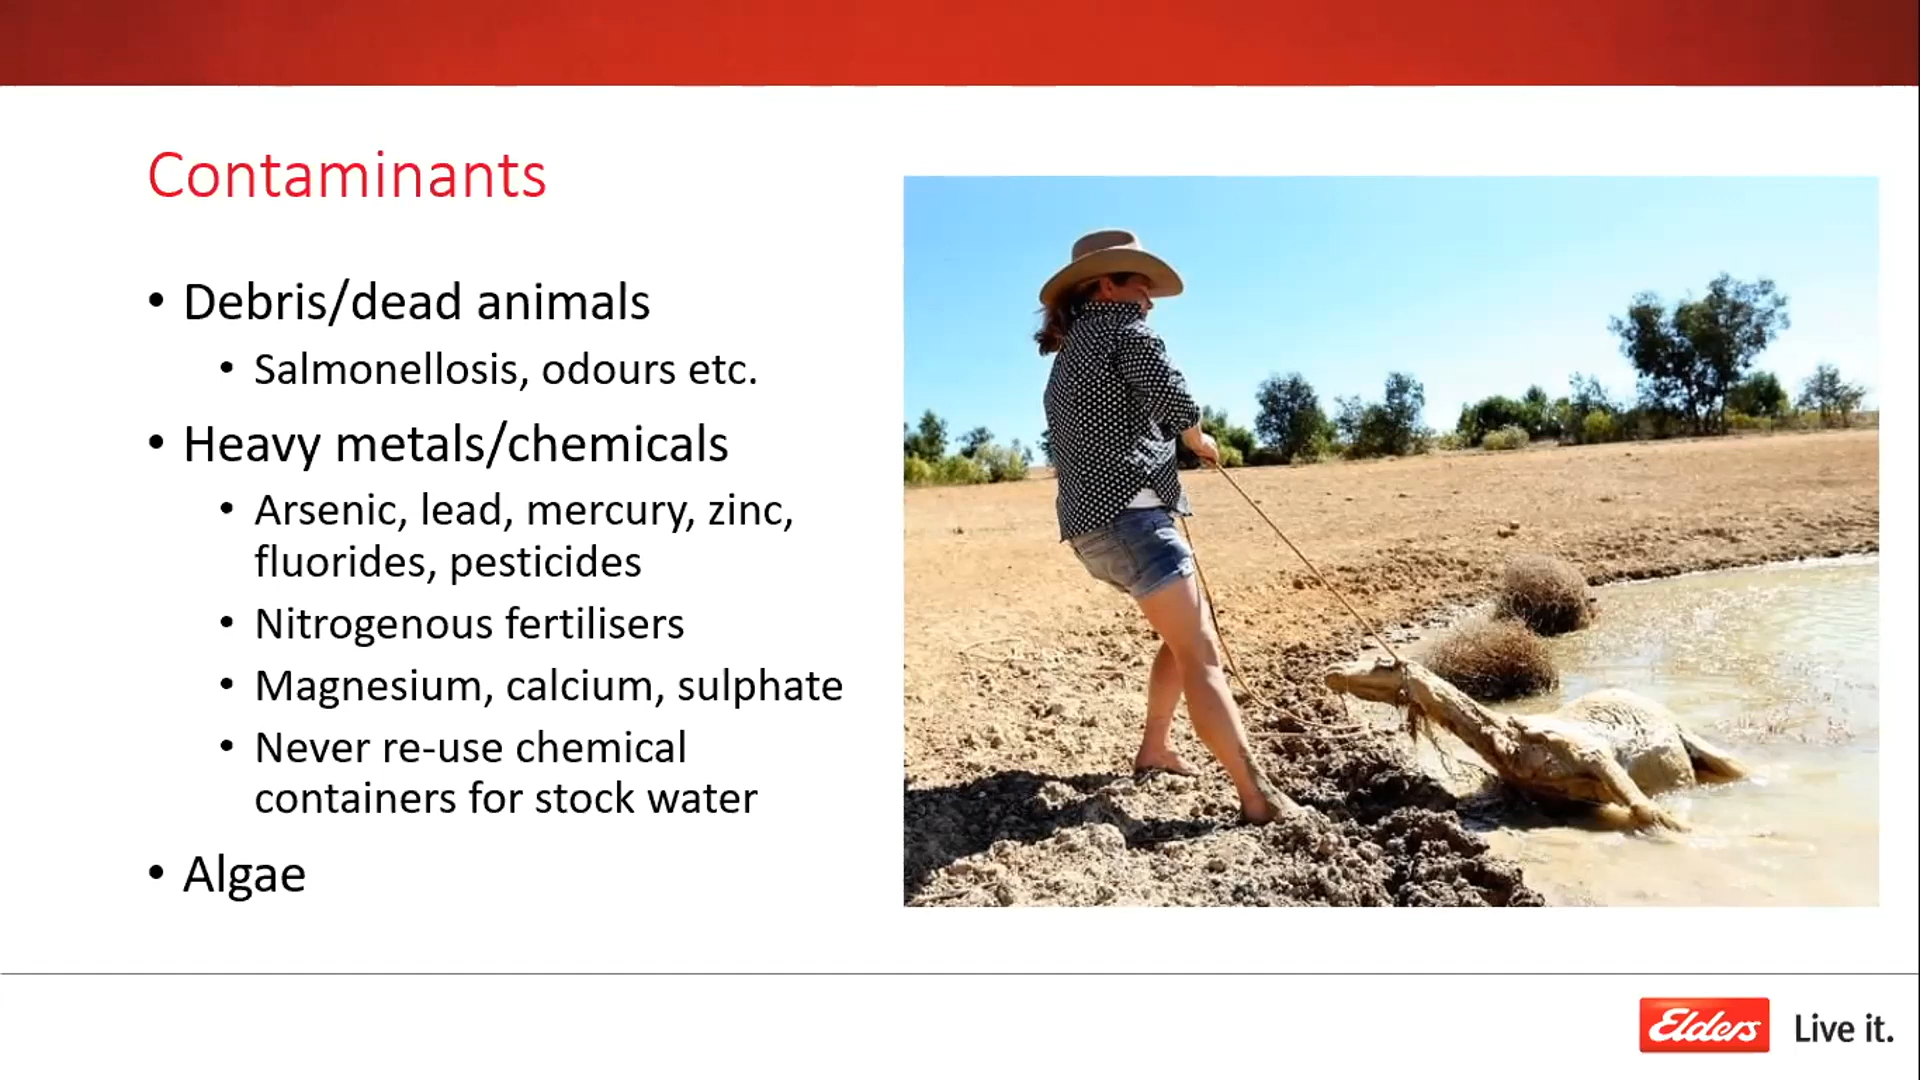 Contaminants
• Debris/dead animals
• Salmonellosis, odours etc.
• Heavy metals/chemicals
• Arsenic, lead, mercury, zinc,
fluorides, pesticides
• Nitrogenous fertilisers
• Magnesium, calcium, sulphate
• Never re-use chemical
containers for stock water
• Algae
Elders Live it.